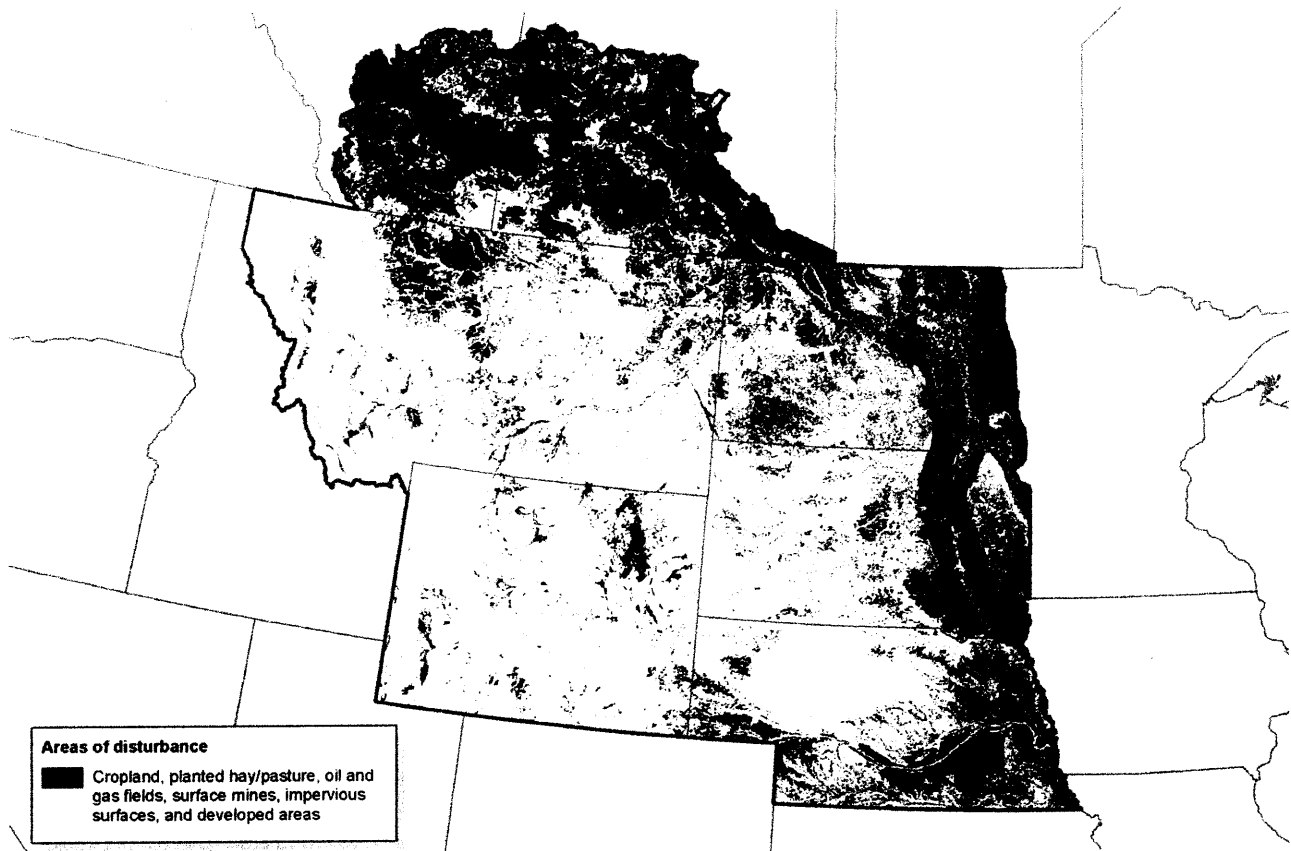 Areas of disturbance
Cropland, planted hay/pasture, oil and
gas fields, surface mines, impervious
surfaces, and developed areas